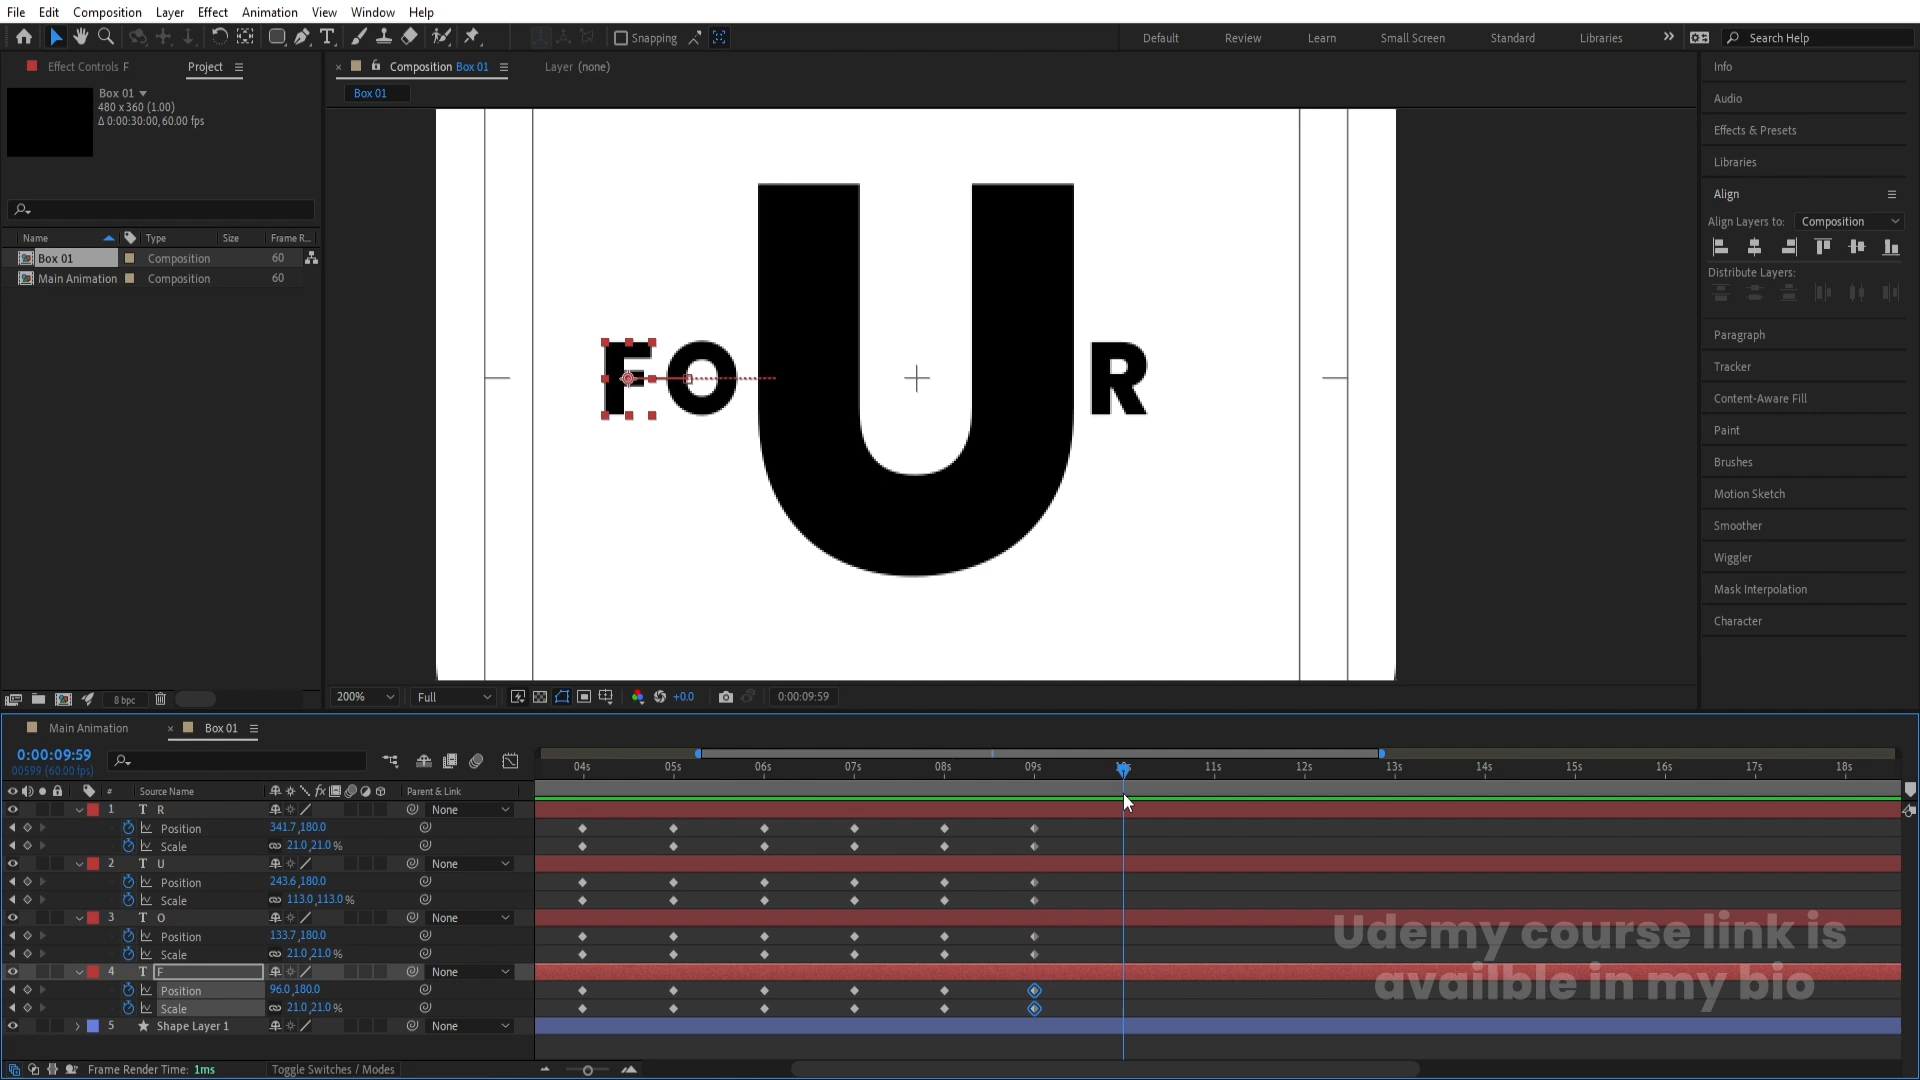 File Edit Composition Layer Effect Animation View Window Help
Snapping
Default Review Learn Small Screen Standard Libraries Search Help
Effect Controls F Project
Composition Box 01 Layer (none)
Box 01
480 x 360 (1.00)
Δ 0:00:30:00, 60.00 fps
Box 01
Name Type Size Frame R...
Box 01 Composition 60
Main Animation Composition 60
FOUR
8 bpc
200% Full +0.0 0:00:09:59
Info
Audio
Effects & Presets
Libraries
Align
Align Layers to: Composition
Distribute Layers:
Paragraph
Tracker
Content-Aware Fill
Paint
Brushes
Motion Sketch
Smoother
Wiggler
Mask Interpolation
Character
Main Animation Box 01
0:00:09:59
00599 (60.00 fps)
04s 05s 06s 07s 08s 09s 11s 12s 13s 14s 15s 16s 17s 18s
# Source Name fx Parent & Link
1 T R None
Position 341.7,180.0
Scale 21.0,21.0 %
2 T U None
Position 243.6,180.0
Scale 113.0,113.0 %
3 T O None
Position 133.7,180.0
Scale 21.0,21.0 %
4 T F None
Position 96.0,180.0
Scale 21.0,21.0 %
5 Shape Layer 1 None
Udemy course link is
availble in my bio
Frame Render Time: 1ms Toggle Switches / Modes